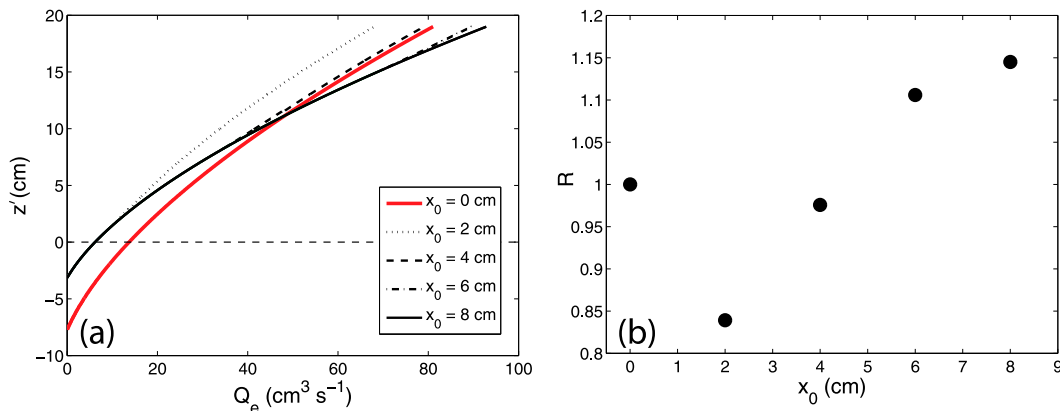 20
15
10
5
0
−5
−10
z′ (cm)
0
20
40
60
80
100
Q_e (cm³ s⁻¹)
(a)
x₀ = 0 cm
x₀ = 2 cm
x₀ = 4 cm
x₀ = 6 cm
x₀ = 8 cm
1.2
1.15
1.1
1.05
1
0.95
0.9
0.85
0.8
R
0
1
2
3
4
5
6
7
8
9
x₀ (cm)
(b)